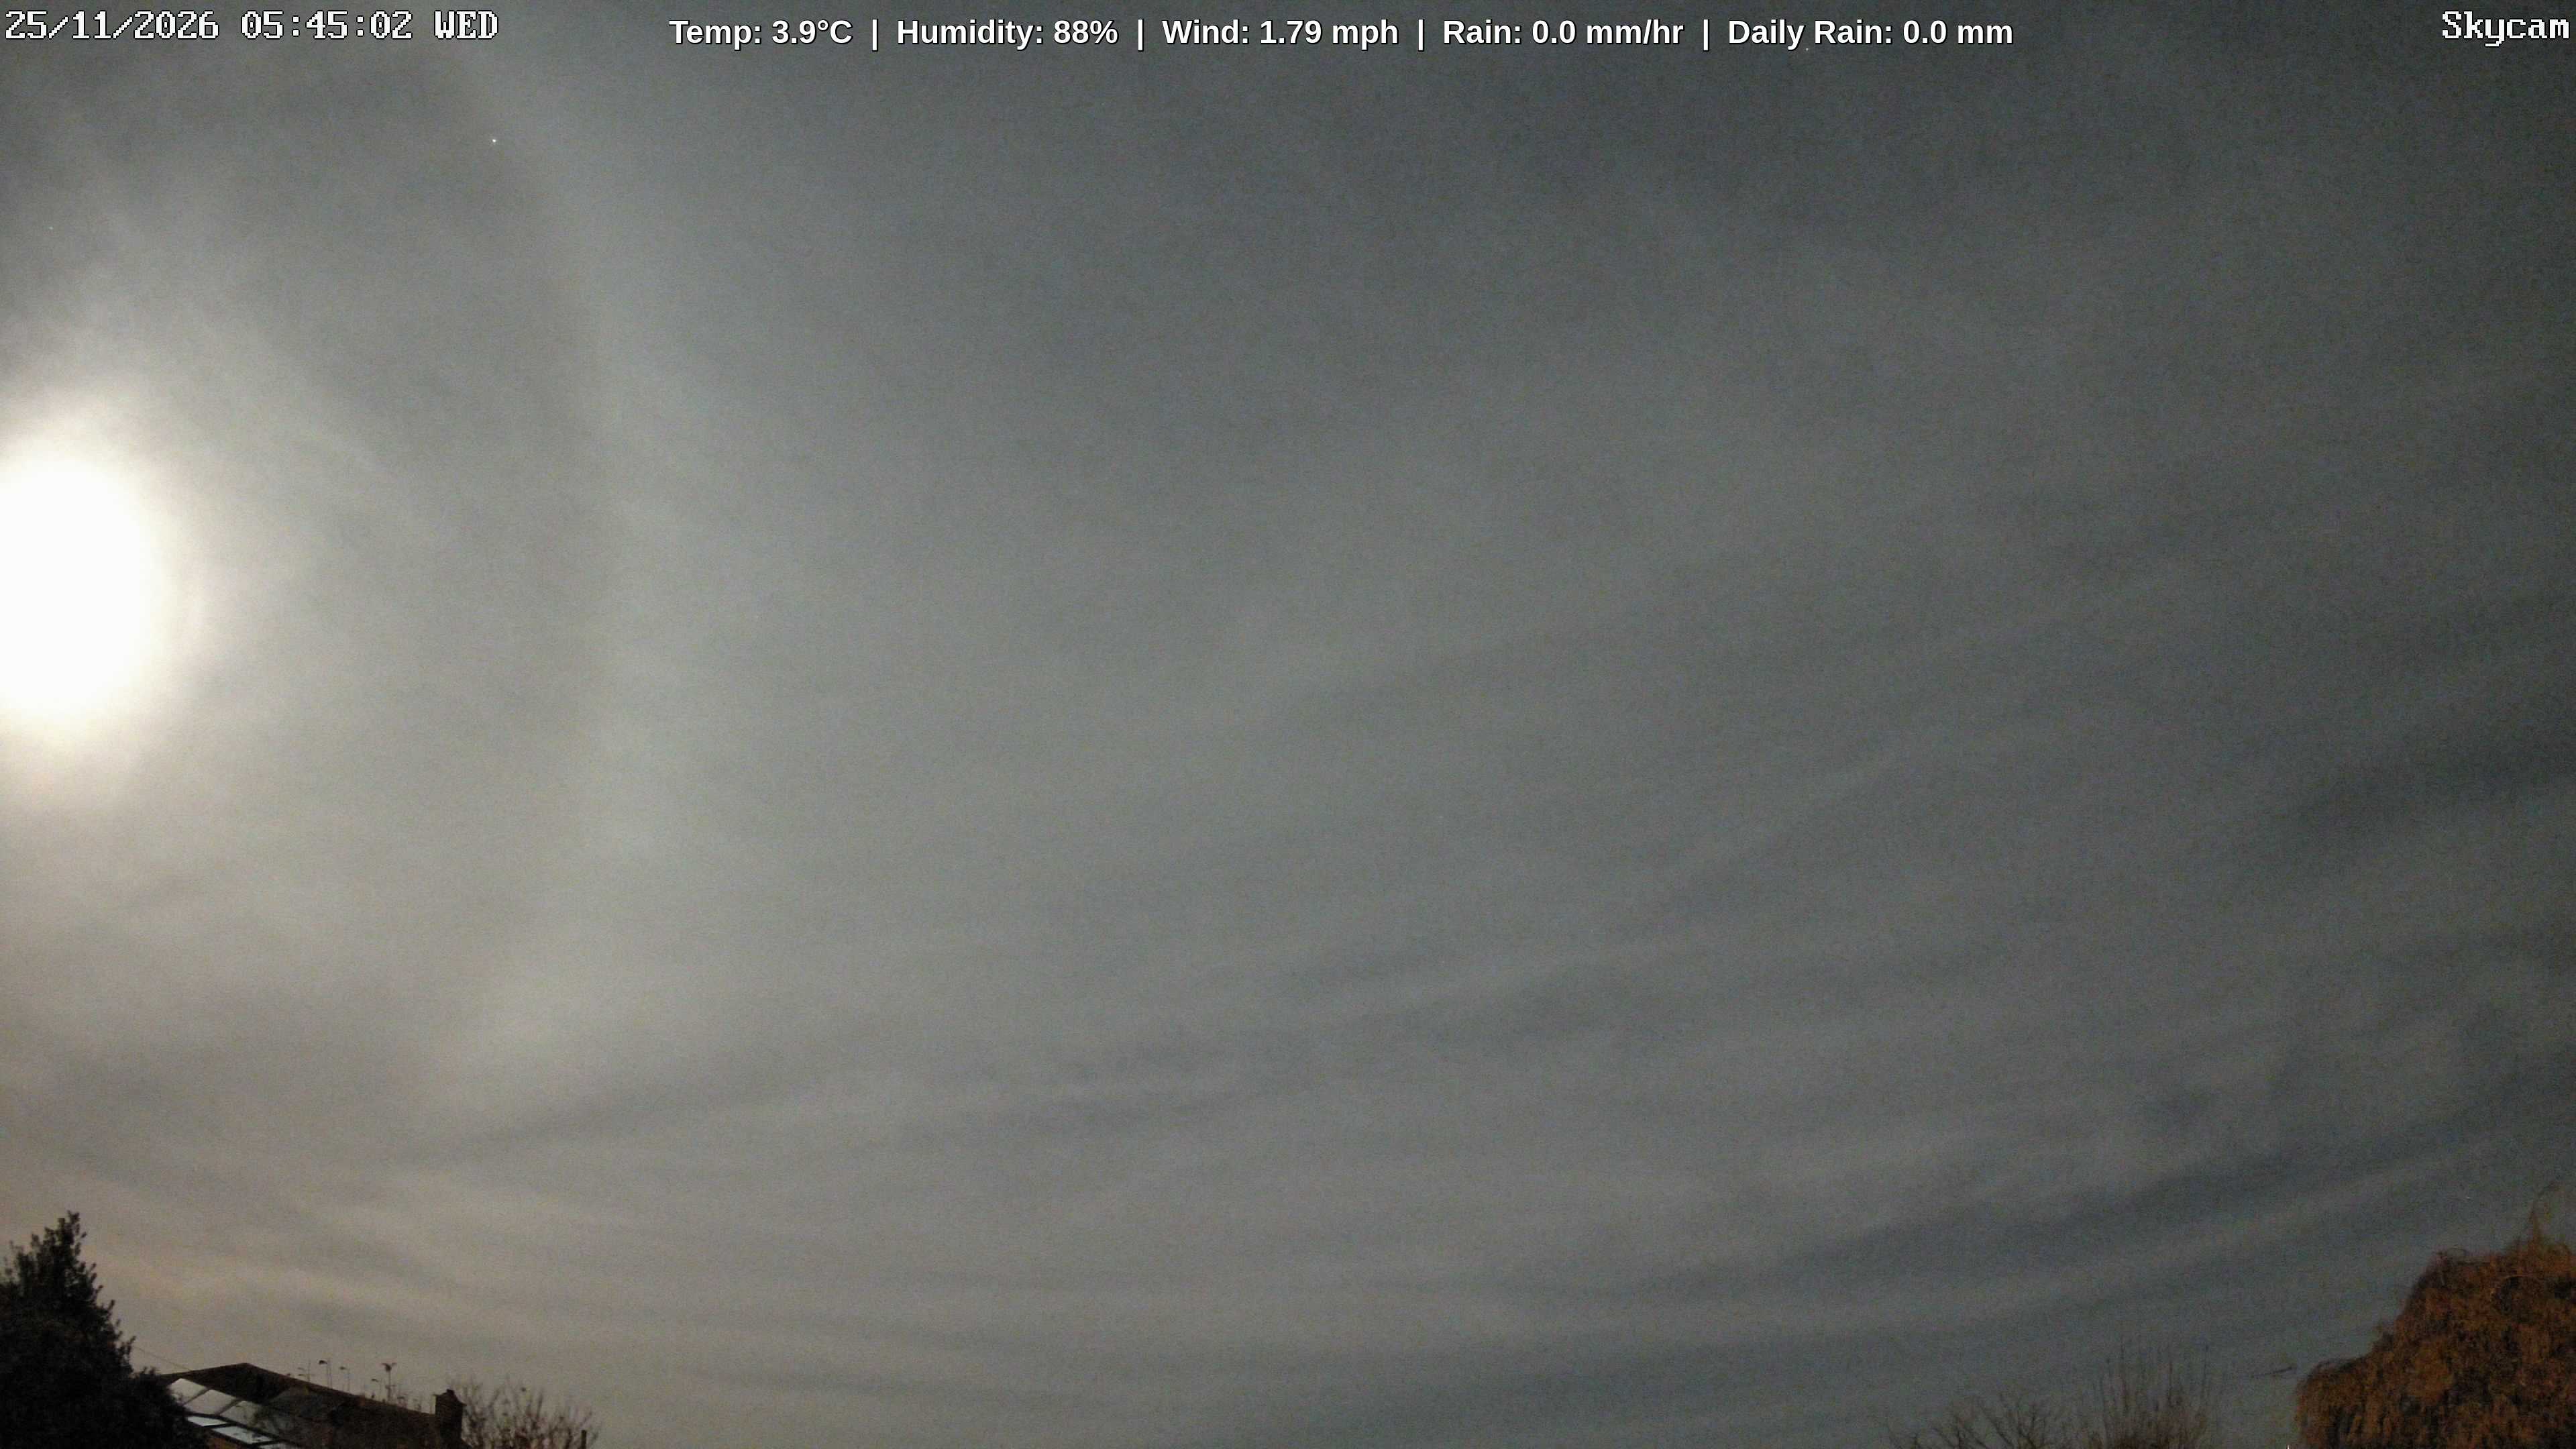 25/11/2026 05:45:02 WED
Temp: 3.9°C | Humidity: 88% | Wind: 1.79 mph | Rain: 0.0 mm/hr | Daily Rain: 0.0 mm
Skycam